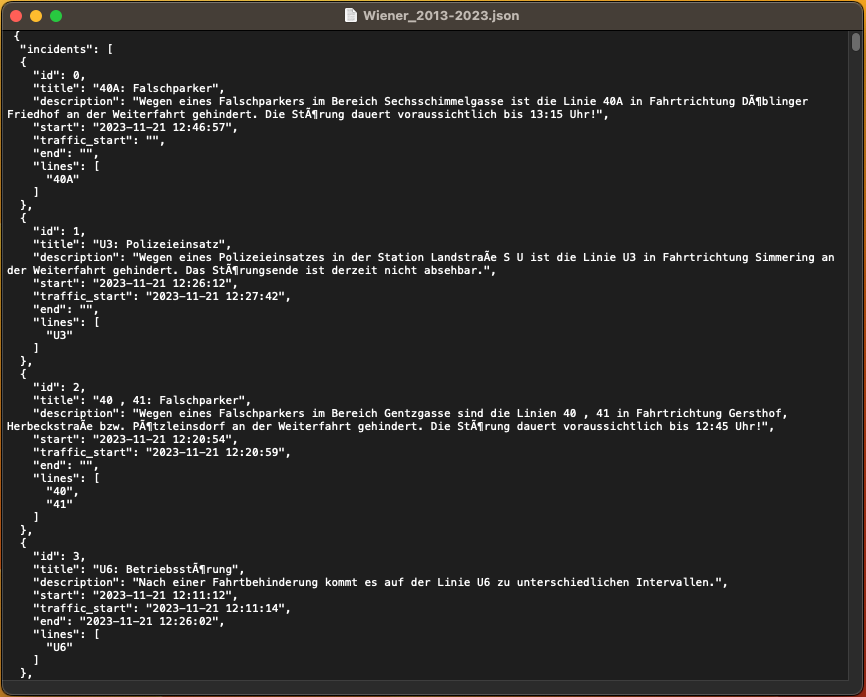 Wiener_2013-2023.json
{
"incidents": [
{
"id": 0,
"title": "40A: Falschparker",
"description": "Wegen eines Falschparkers im Bereich Sechsschimmelgasse ist die Linie 40A in Fahrtrichtung DÃ¶blinger
Friedhof an der Weiterfahrt gehindert. Die StÃ¶rung dauert voraussichtlich bis 13:15 Uhr!",
"start": "2023-11-21 12:46:57",
"traffic_start": "",
"end": "",
"lines": [
"40A"
]
},
{
"id": 1,
"title": "U3: Polizeieinsatz",
"description": "Wegen eines Polizeieinsatzes in der Station LandstraÃe S U ist die Linie U3 in Fahrtrichtung Simmering an
der Weiterfahrt gehindert. Das StÃ¶rungsende ist derzeit nicht absehbar.",
"start": "2023-11-21 12:26:12",
"traffic_start": "2023-11-21 12:27:42",
"end": "",
"lines": [
"U3"
]
},
{
"id": 2,
"title": "40 , 41: Falschparker",
"description": "Wegen eines Falschparkers im Bereich Gentzgasse sind die Linien 40 , 41 in Fahrtrichtung Gersthof,
HerbeckstraÃe bzw. PÃ¶tzleinsdorf an der Weiterfahrt gehindert. Die StÃ¶rung dauert voraussichtlich bis 12:45 Uhr!",
"start": "2023-11-21 12:20:54",
"traffic_start": "2023-11-21 12:20:59",
"end": "",
"lines": [
"40",
"41"
]
},
{
"id": 3,
"title": "U6: BetriebsstÃ¶rung",
"description": "Nach einer Fahrtbehinderung kommt es auf der Linie U6 zu unterschiedlichen Intervallen.",
"start": "2023-11-21 12:11:12",
"traffic_start": "2023-11-21 12:11:14",
"end": "2023-11-21 12:26:02",
"lines": [
"U6"
]
},